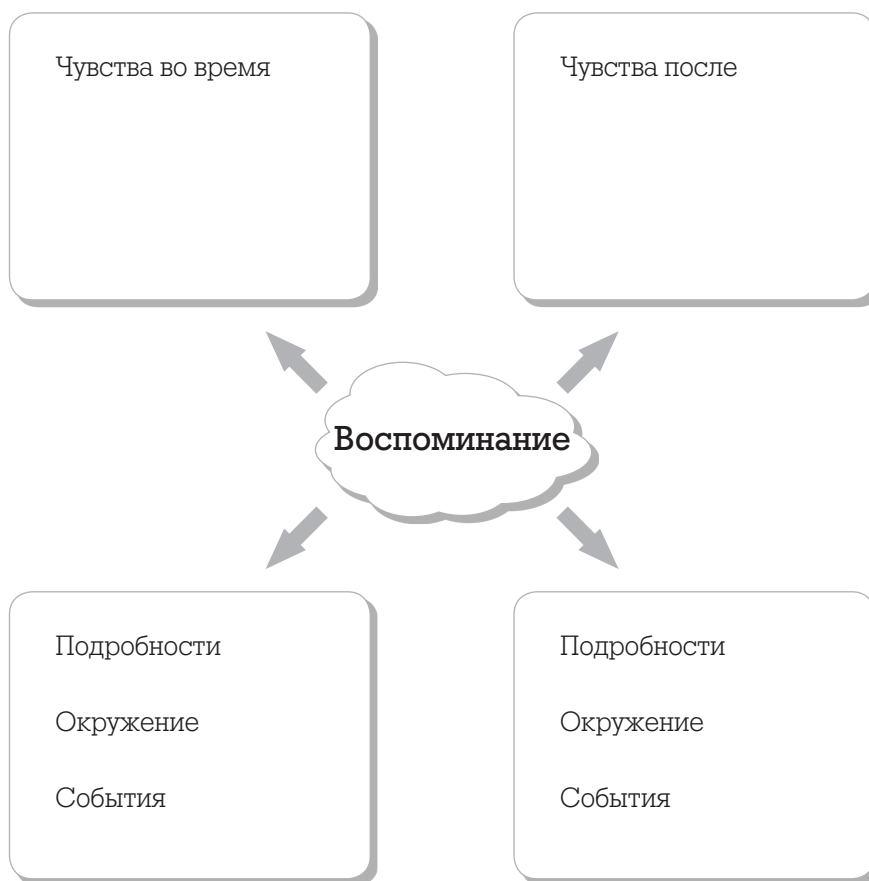 Чувства во время
Чувства после
Воспоминание
Подробности
Окружение
События
Подробности
Окружение
События